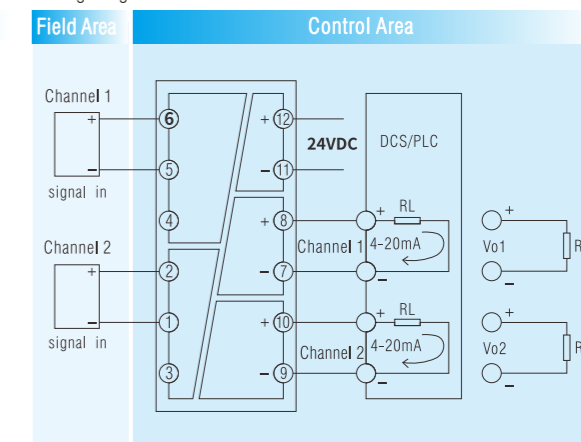 Field Area
Control Area
Channel 1
+
−
signal in
Channel 2
+
−
signal in
6
5
4
2
1
3
+ 12
− 11
+ 8
− 7
+ 10
− 9
24VDC
DCS/PLC
Channel 1
+ RL
4-20mA
−
Channel 2
+ RL
4-20mA
−
+
Vo1
−
R
+
Vo2
−
R